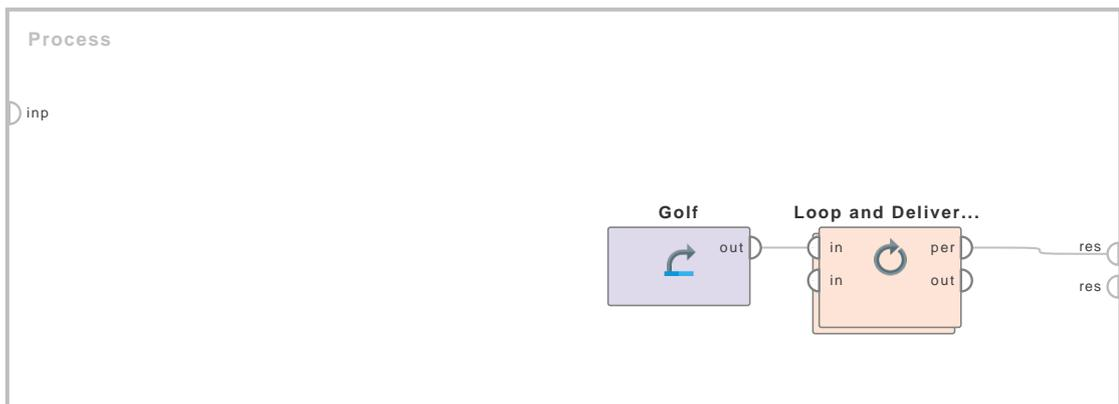 Process
inp
Golf
Loop and Deliver...
out
in
per
res
in
out
res